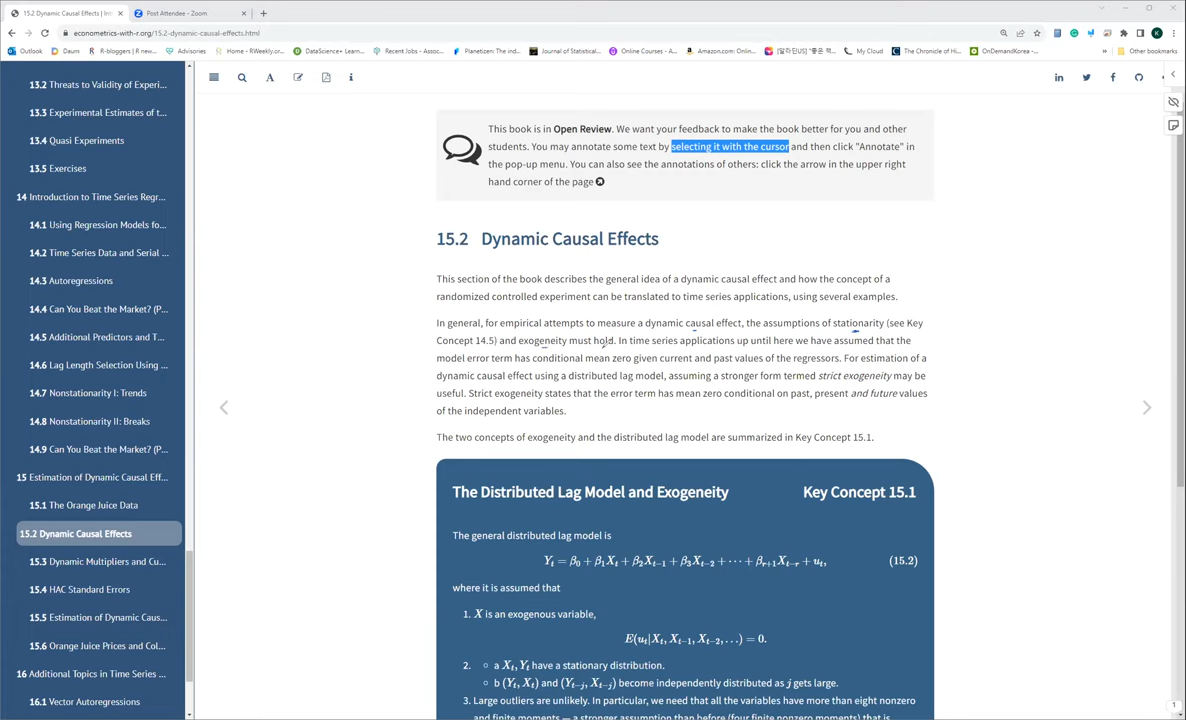 15.2 Dynamic Causal Effects | Int
Post Attendee - Zoom
econometrics-with-r.org/15.2-dynamic-causal-effects.html
Outlook
Daum
R-bloggers | R new...
Advisories
Home - RWeekly.or...
DataScience+ Learn...
Recent Jobs - Assoc...
Planetizen: The ind...
Journal of Statistical...
Online Courses - A...
Amazon.com: Onlin...
[알라딘US] "좋은 책...
My Cloud
The Chronicle of Hi...
OnDemandKorea -...
Other bookmarks
13.2 Threats to Validity of Experi...
13.3 Experimental Estimates of t...
13.4 Quasi Experiments
13.5 Exercises
14 Introduction to Time Series Regr...
14.1 Using Regression Models fo...
14.2 Time Series Data and Serial ...
14.3 Autoregressions
14.4 Can You Beat the Market? (P...
14.5 Additional Predictors and T...
14.6 Lag Length Selection Using ...
14.7 Nonstationarity I: Trends
14.8 Nonstationarity II: Breaks
14.9 Can You Beat the Market? (P...
15 Estimation of Dynamic Causal Eff...
15.1 The Orange Juice Data
15.2 Dynamic Causal Effects
15.3 Dynamic Multipliers and Cu...
15.4 HAC Standard Errors
15.5 Estimation of Dynamic Caus...
15.6 Orange Juice Prices and Col...
16 Additional Topics in Time Series ...
16.1 Vector Autoregressions
This book is in Open Review. We want your feedback to make the book better for you and other
students. You may annotate some text by selecting it with the cursor and then click "Annotate" in
the pop-up menu. You can also see the annotations of others: click the arrow in the upper right
hand corner of the page
15.2 Dynamic Causal Effects
This section of the book describes the general idea of a dynamic causal effect and how the concept of a
randomized controlled experiment can be translated to time series applications, using several examples.
In general, for empirical attempts to measure a dynamic causal effect, the assumptions of stationarity (see Key
Concept 14.5) and exogeneity must hold. In time series applications up until here we have assumed that the
model error term has conditional mean zero given current and past values of the regressors. For estimation of a
dynamic causal effect using a distributed lag model, assuming a stronger form termed strict exogeneity may be
useful. Strict exogeneity states that the error term has mean zero conditional on past, present and future values
of the independent variables.
The two concepts of exogeneity and the distributed lag model are summarized in Key Concept 15.1.
The Distributed Lag Model and Exogeneity Key Concept 15.1
The general distributed lag model is
Yₜ = β₀ + β₁Xₜ + β₂Xₜ₋₁ + β₃Xₜ₋₂ + ⋯ + βᵣ₊₁Xₜ₋ᵣ + uₜ, (15.2)
where it is assumed that
1. X is an exogenous variable,
E(uₜ|Xₜ, Xₜ₋₁, Xₜ₋₂, …) = 0.
2. ○ a Xₜ, Yₜ have a stationary distribution.
○ b (Yₜ, Xₜ) and (Yₜ₋ⱼ, Xₜ₋ⱼ) become independently distributed as j gets large.
3. Large outliers are unlikely. In particular, we need that all the variables have more than eight nonzero
and finite moments — a stronger assumption than before (four finite nonzero moments) that is
1